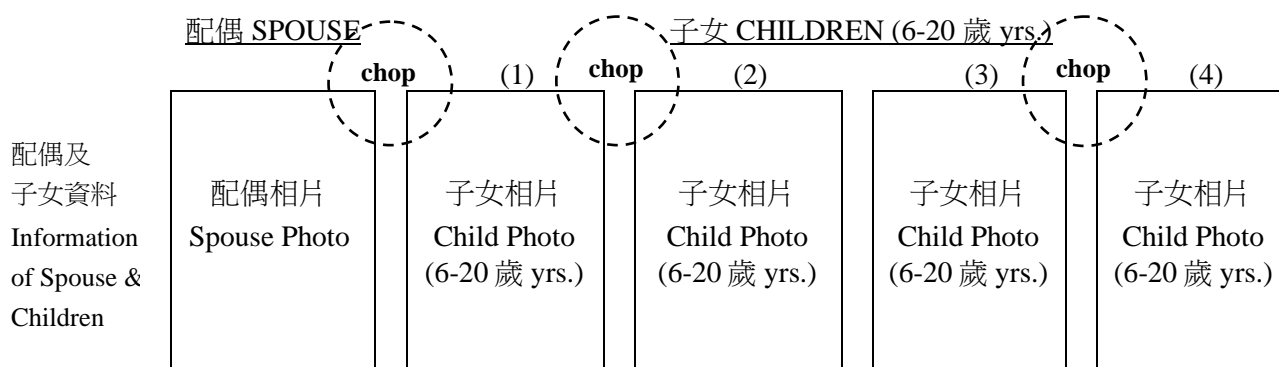 配偶 SPOUSE 子女 CHILDREN (6-20 歲 yrs.)
chop (1) chop (2) (3) chop (4)
配偶及
子女資料
Information
of Spouse &
Children
配偶相片
Spouse Photo
子女相片
Child Photo
(6-20 歲 yrs.)
子女相片
Child Photo
(6-20 歲 yrs.)
子女相片
Child Photo
(6-20 歲 yrs.)
子女相片
Child Photo
(6-20 歲 yrs.)